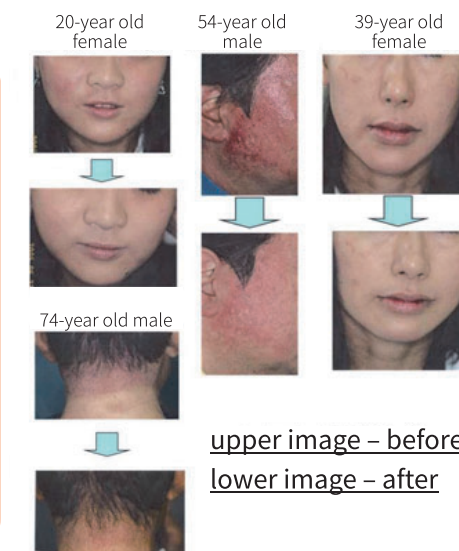 20-year old
female
54-year old
male
39-year old
female
74-year old male
upper image – before
lower image – after